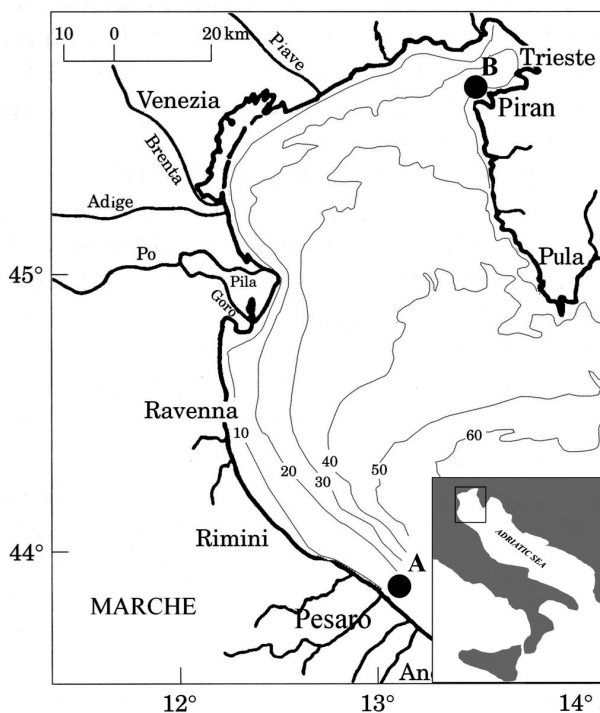 10 0 20 km
Piave
Trieste
B
Venezia
Piran
Brenta
Adige
Po
45°
Pila
Goro
Pula
Ravenna
10
20
40
30
50
60
44°
Rimini
A
ADRIATIC SEA
MARCHE
Pesaro
An
12° 13° 14°